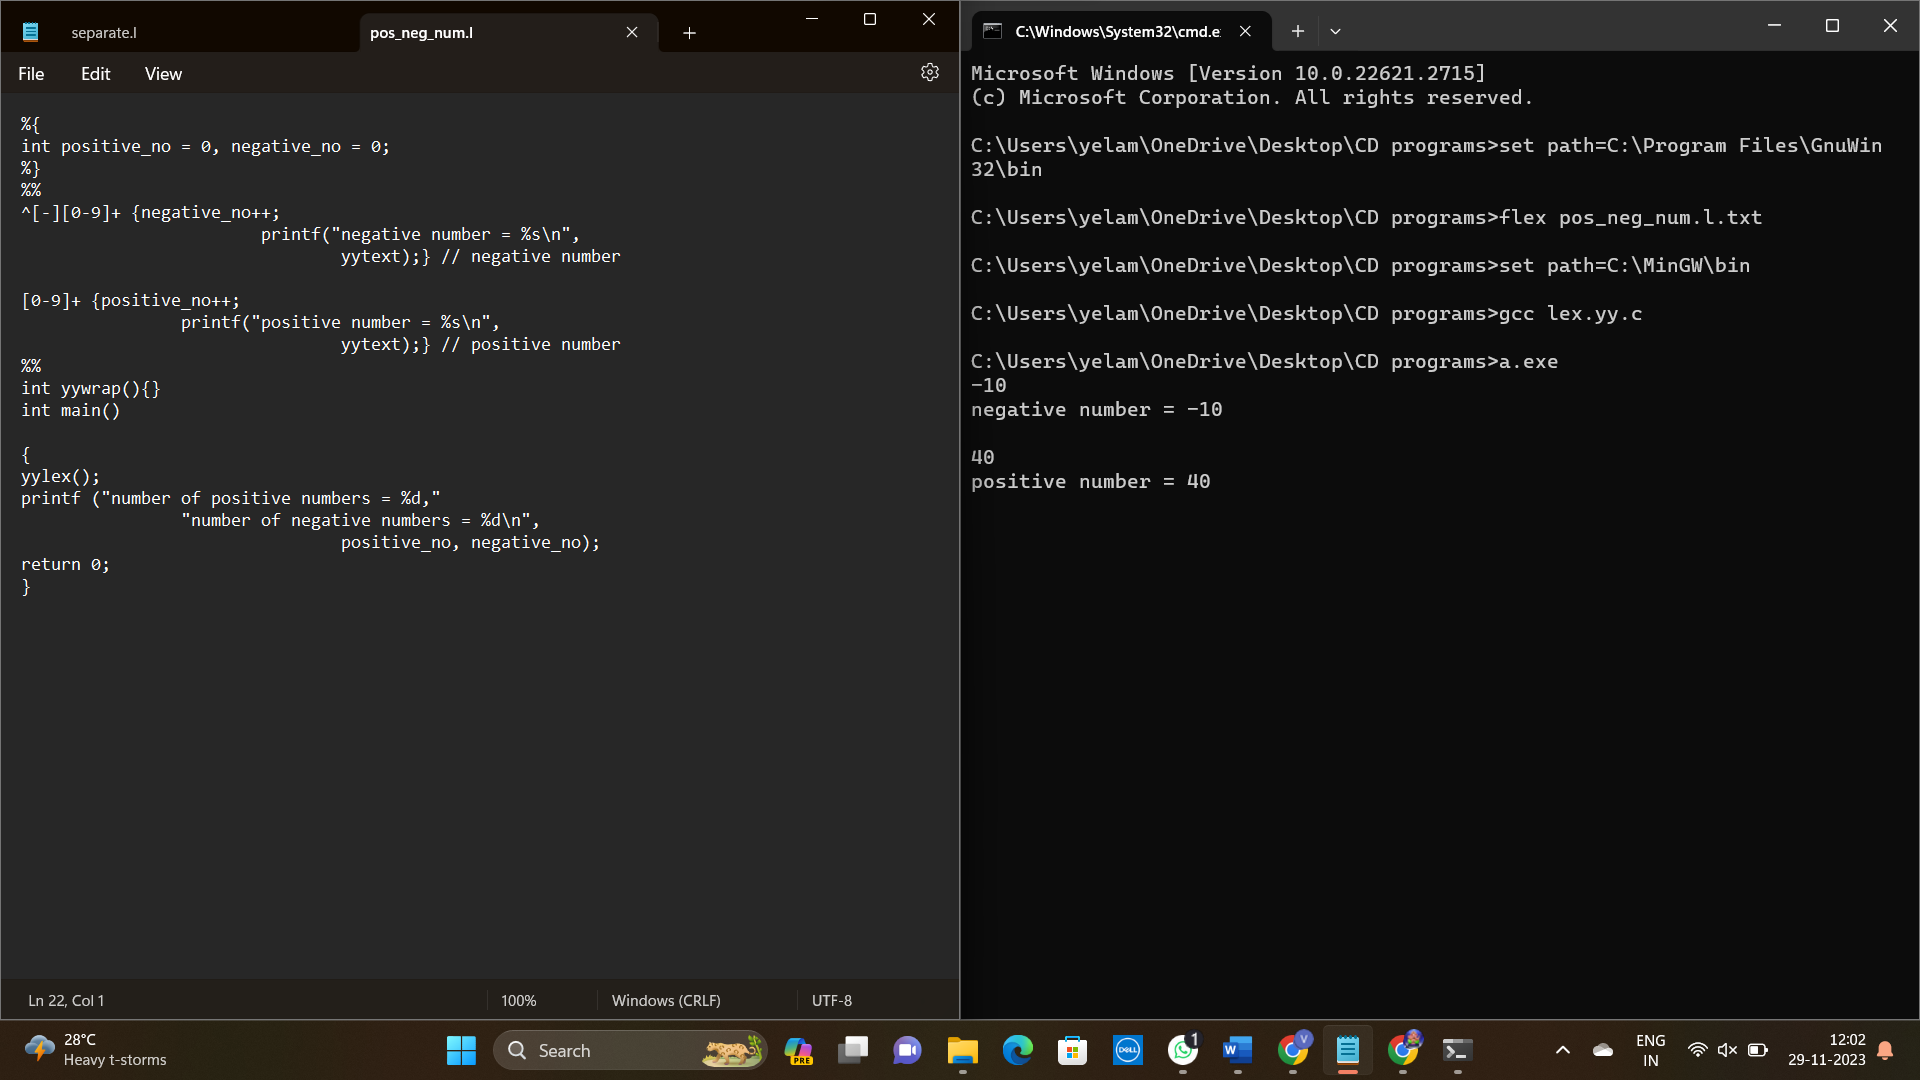 separate.l
pos_neg_num.l
File Edit View
%{
int positive_no = 0, negative_no = 0;
%}
%%
^[-][0-9]+ {negative_no++;
printf("negative number = %s\n",
yytext);} // negative number
[0-9]+ {positive_no++;
printf("positive number = %s\n",
yytext);} // positive number
%%
int yywrap(){}
int main()
{
yylex();
printf ("number of positive numbers = %d,"
"number of negative numbers = %d\n",
positive_no, negative_no);
return 0;
}
Ln 22, Col 1 100% Windows (CRLF) UTF-8
C:\Windows\System32\cmd.e
Microsoft Windows [Version 10.0.22621.2715]
(c) Microsoft Corporation. All rights reserved.
C:\Users\yelam\OneDrive\Desktop\CD programs>set path=C:\Program Files\GnuWin
32\bin
C:\Users\yelam\OneDrive\Desktop\CD programs>flex pos_neg_num.l.txt
C:\Users\yelam\OneDrive\Desktop\CD programs>set path=C:\MinGW\bin
C:\Users\yelam\OneDrive\Desktop\CD programs>gcc lex.yy.c
C:\Users\yelam\OneDrive\Desktop\CD programs>a.exe
-10
negative number = -10
40
positive number = 40
28°C
Heavy t-storms
Search
PRE
DELL
1
W
V
ENG
IN
12:02
29-11-2023